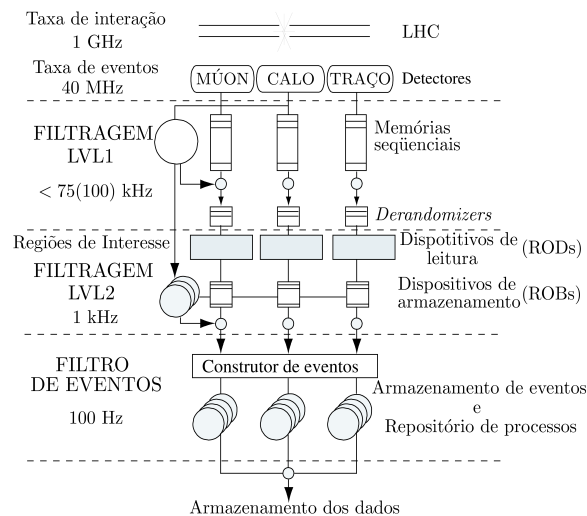 Taxa de interação
1 GHz
LHC
Taxa de eventos
40 MHz
MÚON
CALO
TRAÇO
Detectores
FILTRAGEM
LVL1
< 75(100) kHz
Memórias
seqüenciais
Derandomizers
Regiões de Interesse
Dispotitivos de
leitura
(RODs)
FILTRAGEM
LVL2
1 kHz
Dispositivos de
armazenamento
(ROBs)
FILTRO
DE EVENTOS
100 Hz
Construtor de eventos
Armazenamento de eventos
e
Repositório de processos
Armazenamento dos dados